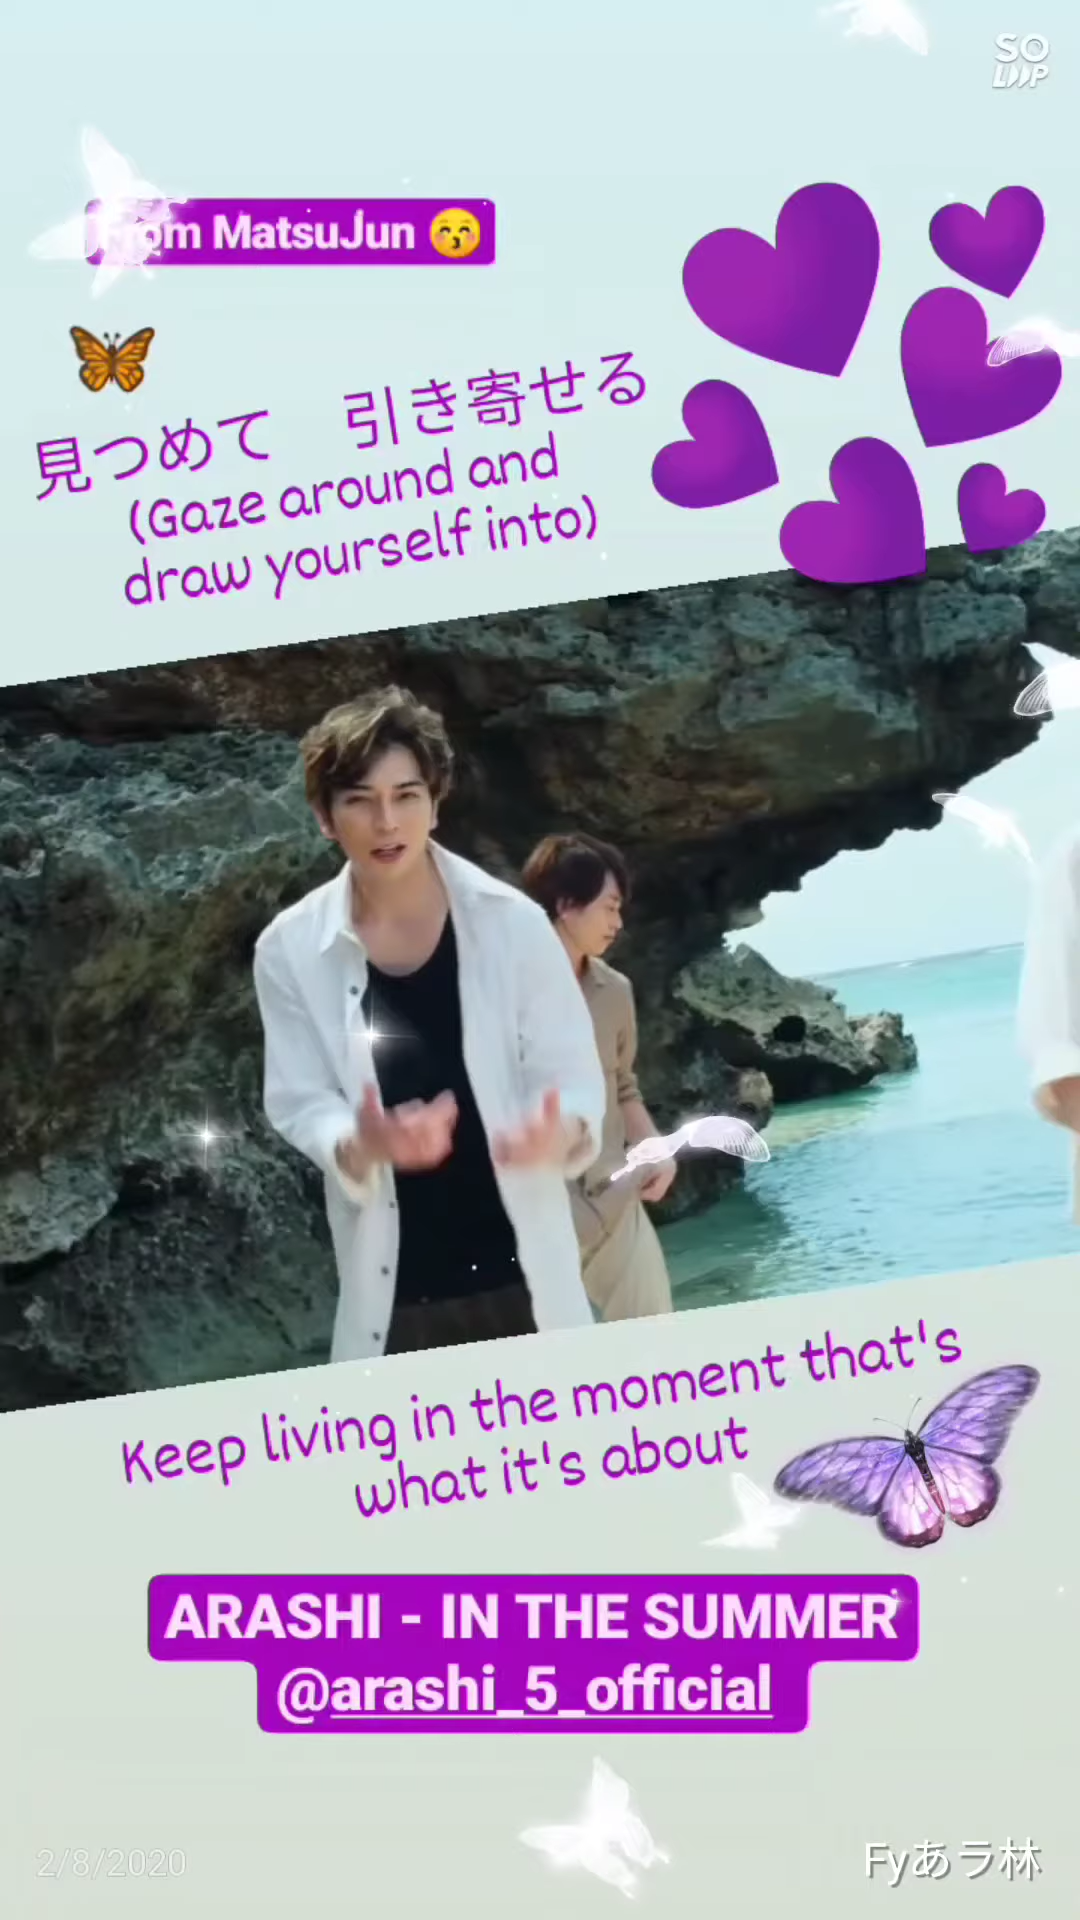 SO
LOOP
From MatsuJun 😚
🦋
見つめて 引き寄せる
(Gaze around and
draw yourself into)
Keep living in the moment that's
what it's about
ARASHI - IN THE SUMMER
@arashi_5_official
2/8/2020
Fyあラ林